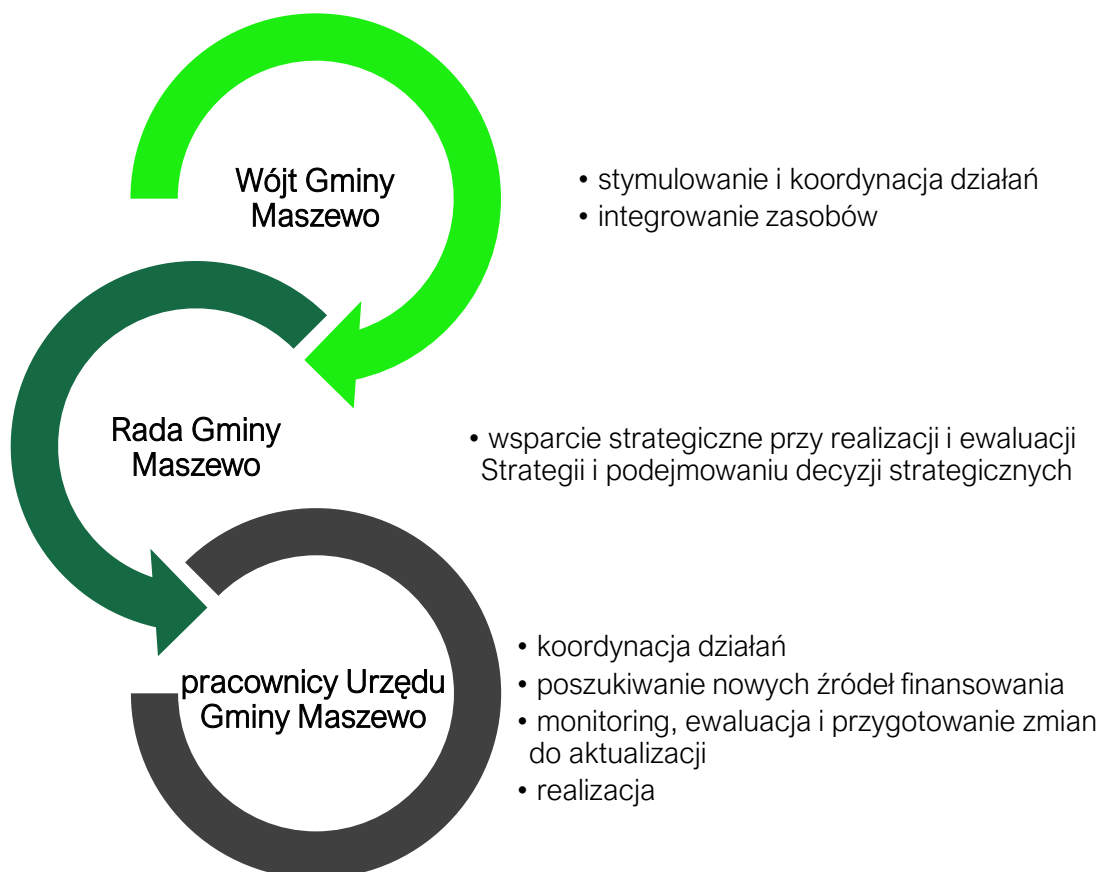 Wójt Gminy
Maszewo
• stymulowanie i koordynacja działań
• integrowanie zasobów
Rada Gminy
Maszewo
• wsparcie strategiczne przy realizacji i ewaluacji
Strategii i podejmowaniu decyzji strategicznych
pracownicy Urzędu
Gminy Maszewo
• koordynacja działań
• poszukiwanie nowych źródeł finansowania
• monitoring, ewaluacja i przygotowanie zmian
do aktualizacji
• realizacja